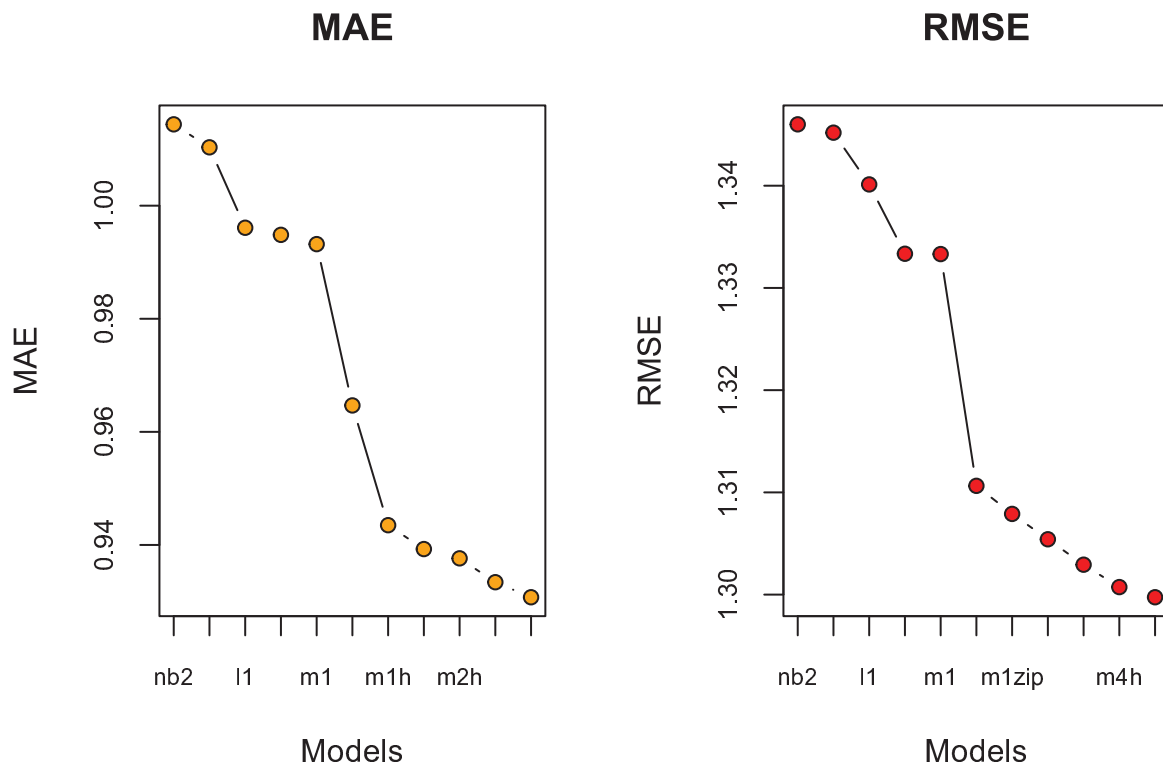 MAE
MAE
1.00
0.98
0.96
0.94
nb2 l1 m1 m1h m2h
Models
RMSE
RMSE
1.34
1.33
1.32
1.31
1.30
nb2 l1 m1 m1zip m4h
Models